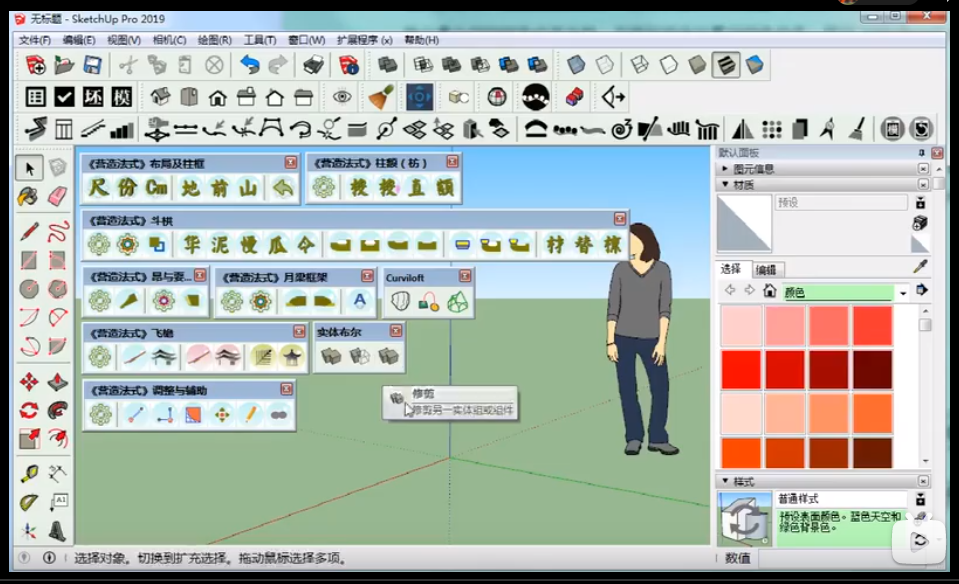 无标题 - SketchUp Pro 2019
文件(F) 编辑(E) 视图(V) 相机(C) 绘图(R) 工具(T) 窗口(W) 扩展程序 (x) 帮助(H)
坯 模
《营造法式》布局及柱框
《营造法式》柱额（枋）
尺 份 Cm 地 前 山
直 额
《营造法式》斗栱
华 泥 慢 瓜 令
材 替 檩
《营造法式》昂与耍...
《营造法式》月梁框架
Curviloft
A
《营造法式》飞檐
实体布尔
《营造法式》调整与辅助
修剪
修剪另一实体组或组件
默认面板
图元信息
材质
预设
选择 编辑
颜色
样式
普通样式
预设表面颜色。蓝色天空和
绿色背景色。
A1
选择对象。切换到扩充选择。拖动鼠标选择多项。
数值